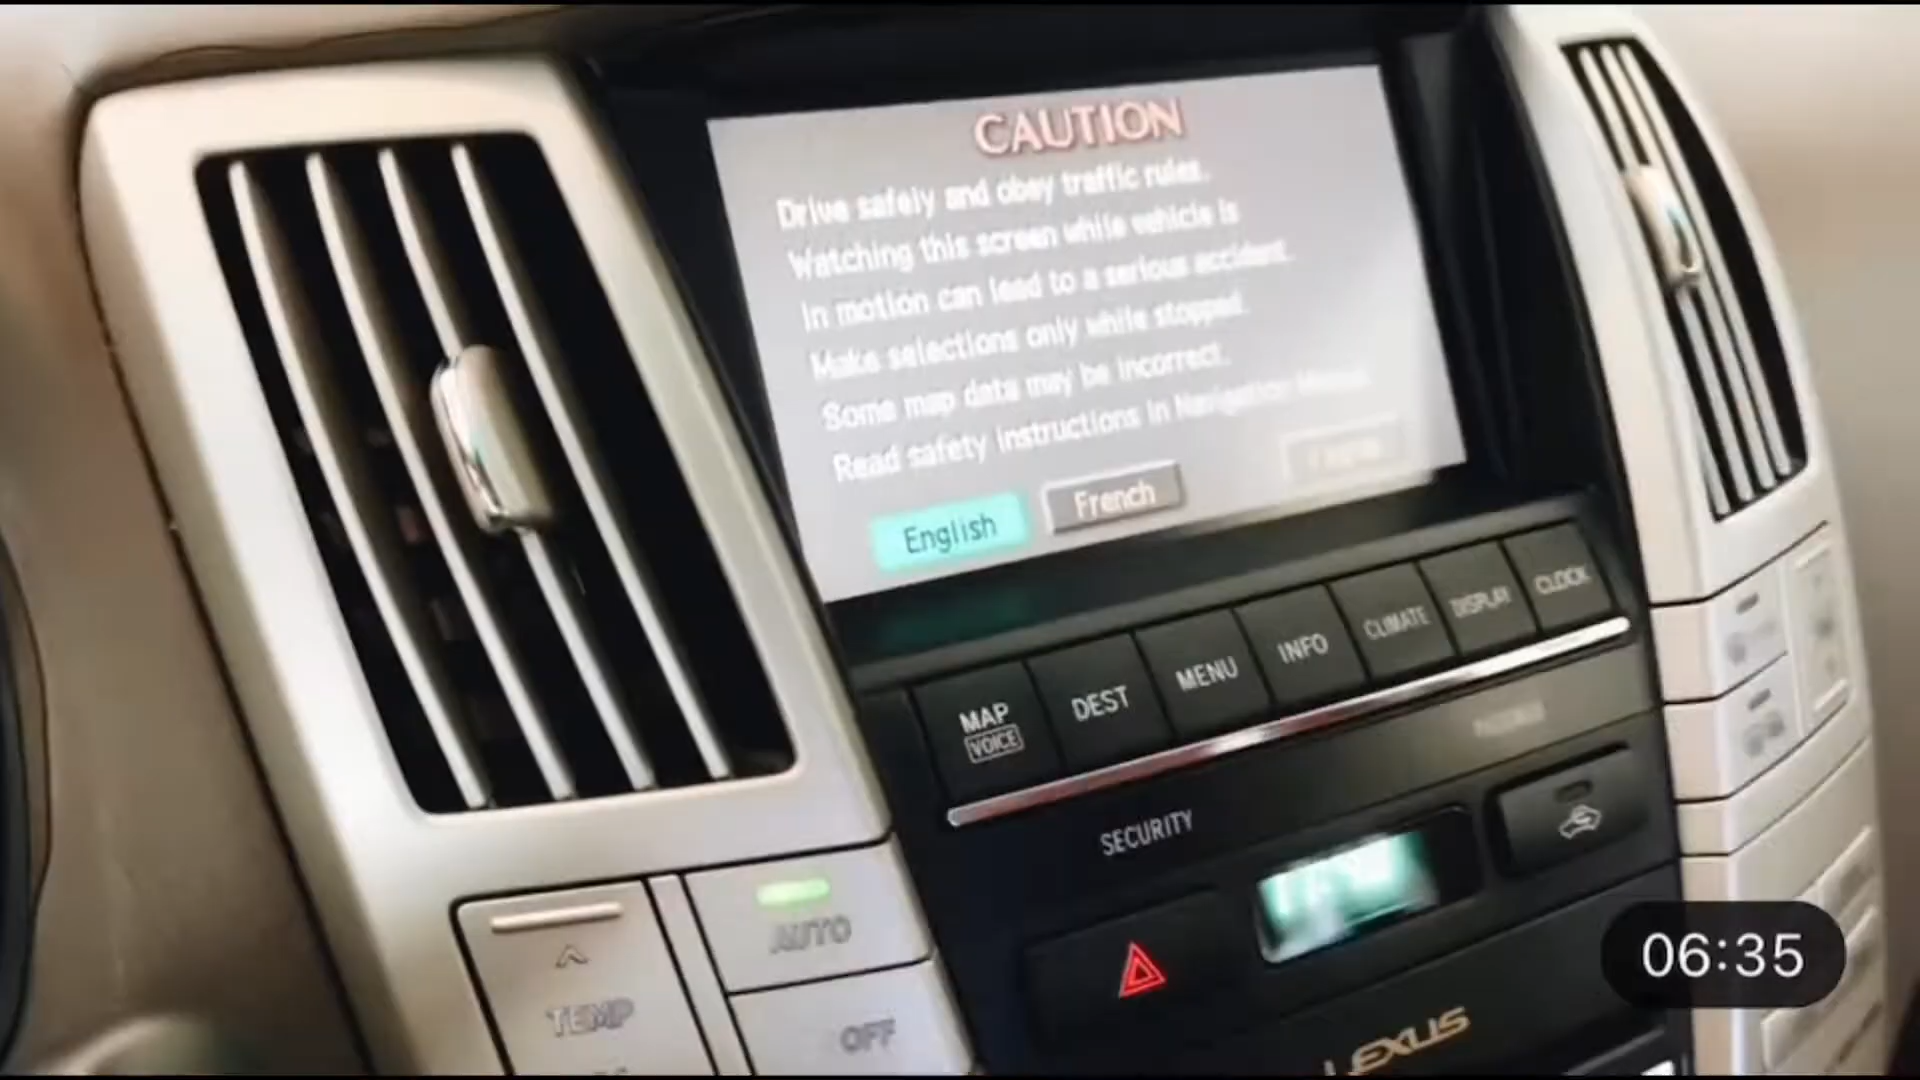 CAUTION
Drive safely and obey traffic rules.
Watching this screen while vehicle is
in motion can lead to a serious accident.
Make selections only while stopped.
Some map data may be incorrect.
Read safety instructions in Navigation
English
French
MAP
VOICE
DEST
MENU
INFO
CLIMATE
DISPLAY
CLOCK
SECURITY
AUTO
TEMP
OFF
LEXUS
06:35